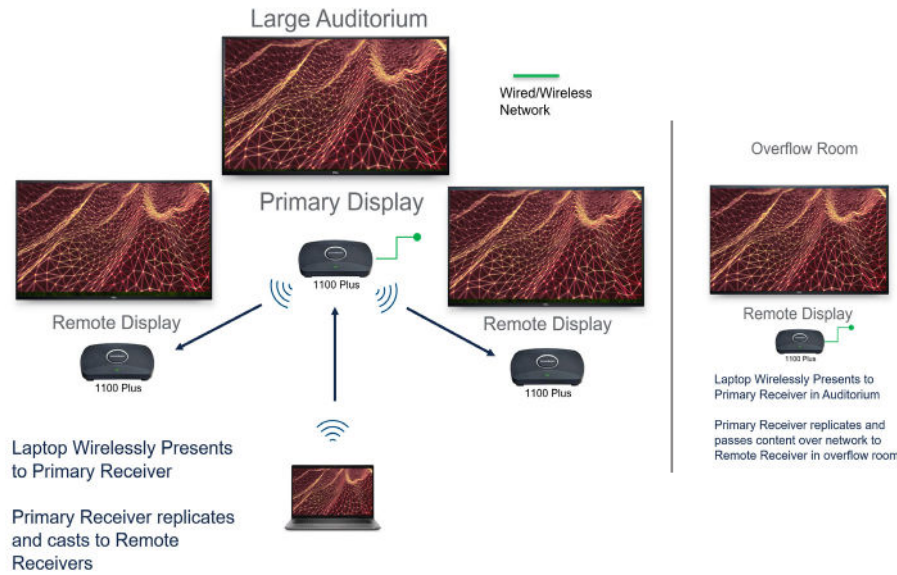 Large Auditorium
Wired/Wireless
Network
Overflow Room
Primary Display
1100 Plus
Remote Display
1100 Plus
Remote Display
1100 Plus
Remote Display
1100 Plus
Laptop Wirelessly Presents to
Primary Receiver in Auditorium
Primary Receiver replicates and
passes content over network to
Remote Receiver in overflow room
Laptop Wirelessly Presents
to Primary Receiver
Primary Receiver replicates
and casts to Remote
Receivers